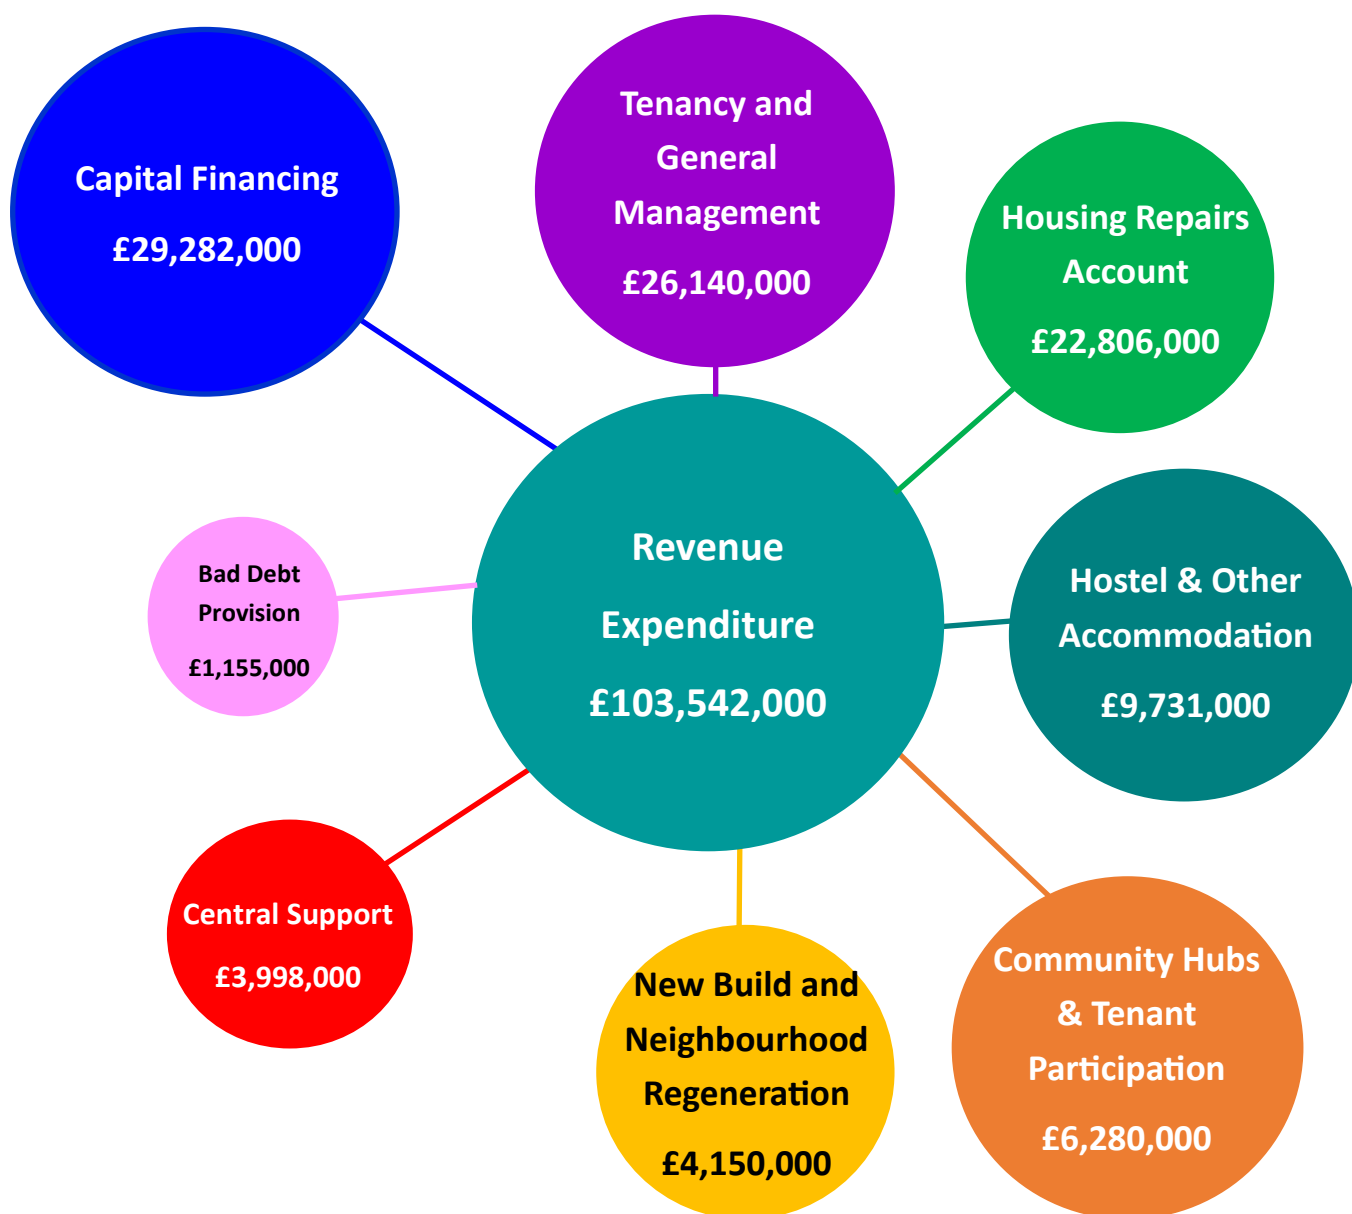 Capital Financing
£29,282,000
Tenancy and
General
Management
£26,140,000
Housing Repairs
Account
£22,806,000
Revenue
Expenditure
£103,542,000
Bad Debt
Provision
£1,155,000
Hostel & Other
Accommodation
£9,731,000
Central Support
£3,998,000
New Build and
Neighbourhood
Regeneration
£4,150,000
Community Hubs
& Tenant
Participation
£6,280,000